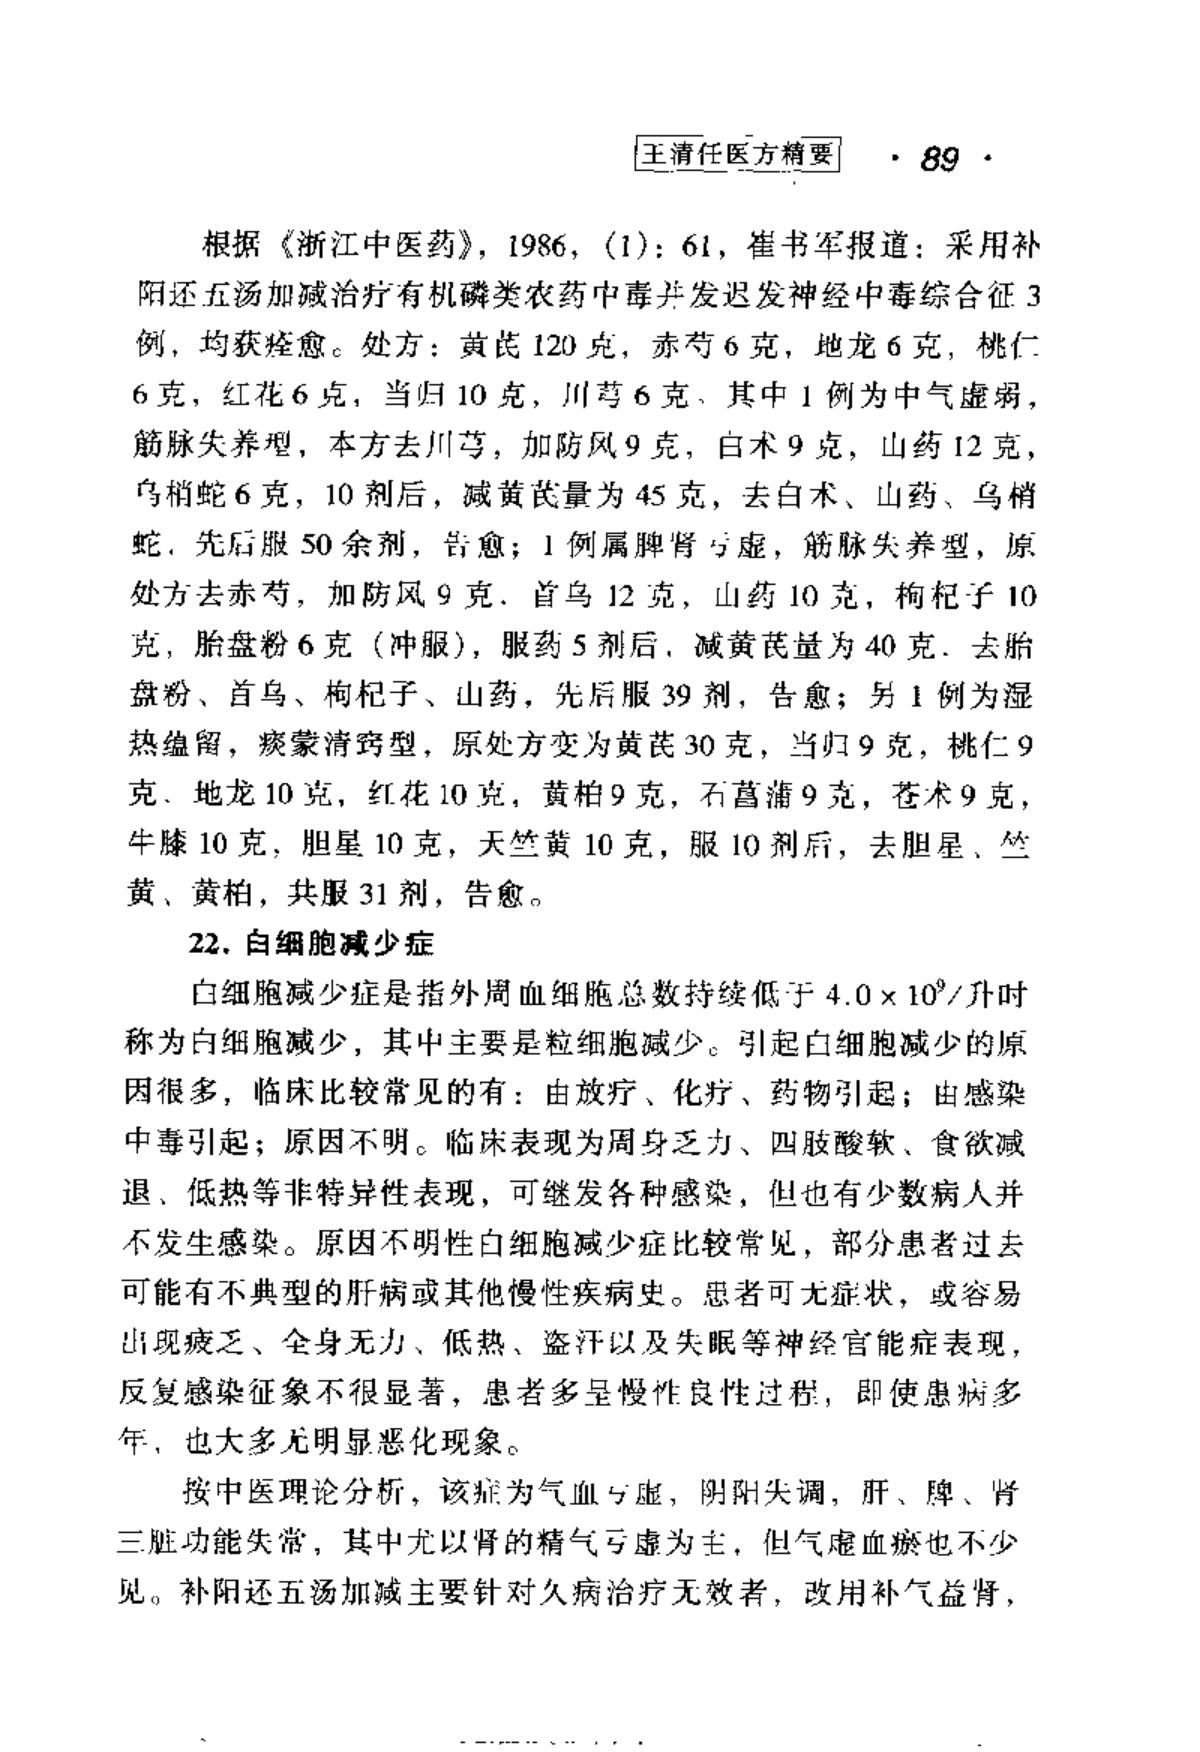 王清任医方精要 · 89 ·
根据《浙江中医药》，1986，（1）：61，崔书军报道：采用补
阳还五汤加减治疗有机磷类农药中毒并发迟发神经中毒综合征 3
例，均获痊愈。处方：黄芪 120 克，赤芍 6 克，地龙 6 克，桃仁
6 克，红花 6 克，当归 10 克，川芎 6 克、其中 1 例为中气虚弱，
筋脉失养型，本方去川芎，加防风 9 克，白术 9 克，山药 12 克，
乌梢蛇 6 克，10 剂后，减黄芪量为 45 克，去白术、山药、乌梢
蛇．先后服 50 余剂，告愈；1 例属脾肾亏虚，筋脉失养型，原
处方去赤芍，加防风 9 克．首乌 12 克，山药 10 克，枸杞子 10
克，胎盘粉 6 克（冲服），服药 5 剂后．减黄芪量为 40 克．去胎
盘粉、首乌、枸杞子、山药，先后服 39 剂，告愈；另 1 例为湿
热蕴留，痰蒙清窍型，原处方变为黄芪 30 克，当归 9 克，桃仁 9
克．地龙 10 克，红花 10 克，黄柏 9 克，石菖蒲 9 克，苍术 9 克，
牛膝 10 克，胆星 10 克，天竺黄 10 克，服 10 剂后，去胆星、竺
黄、黄柏，共服 31 剂，告愈。
22. 白细胞减少症
白细胞减少症是指外周血细胞总数持续低于 4.0 × 10⁹/升时
称为白细胞减少，其中主要是粒细胞减少。引起白细胞减少的原
因很多，临床比较常见的有：由放疗、化疗、药物引起；由感染
中毒引起；原因不明。临床表现为周身乏力、四肢酸软、食欲减
退、低热等非特异性表现，可继发各种感染，但也有少数病人并
不发生感染。原因不明性白细胞减少症比较常见，部分患者过去
可能有不典型的肝病或其他慢性疾病史。患者可无症状，或容易
出现疲乏、全身无力、低热、盗汗以及失眠等神经官能症表现，
反复感染征象不很显著，患者多呈慢性良性过程，即使患病多
年，也大多无明显恶化现象。
按中医理论分析，该症为气血亏虚，阴阳失调，肝、脾、肾
三脏功能失常，其中尤以肾的精气亏虚为主，但气虚血瘀也不少
见。补阳还五汤加减主要针对久病治疗无效者，改用补气益肾，